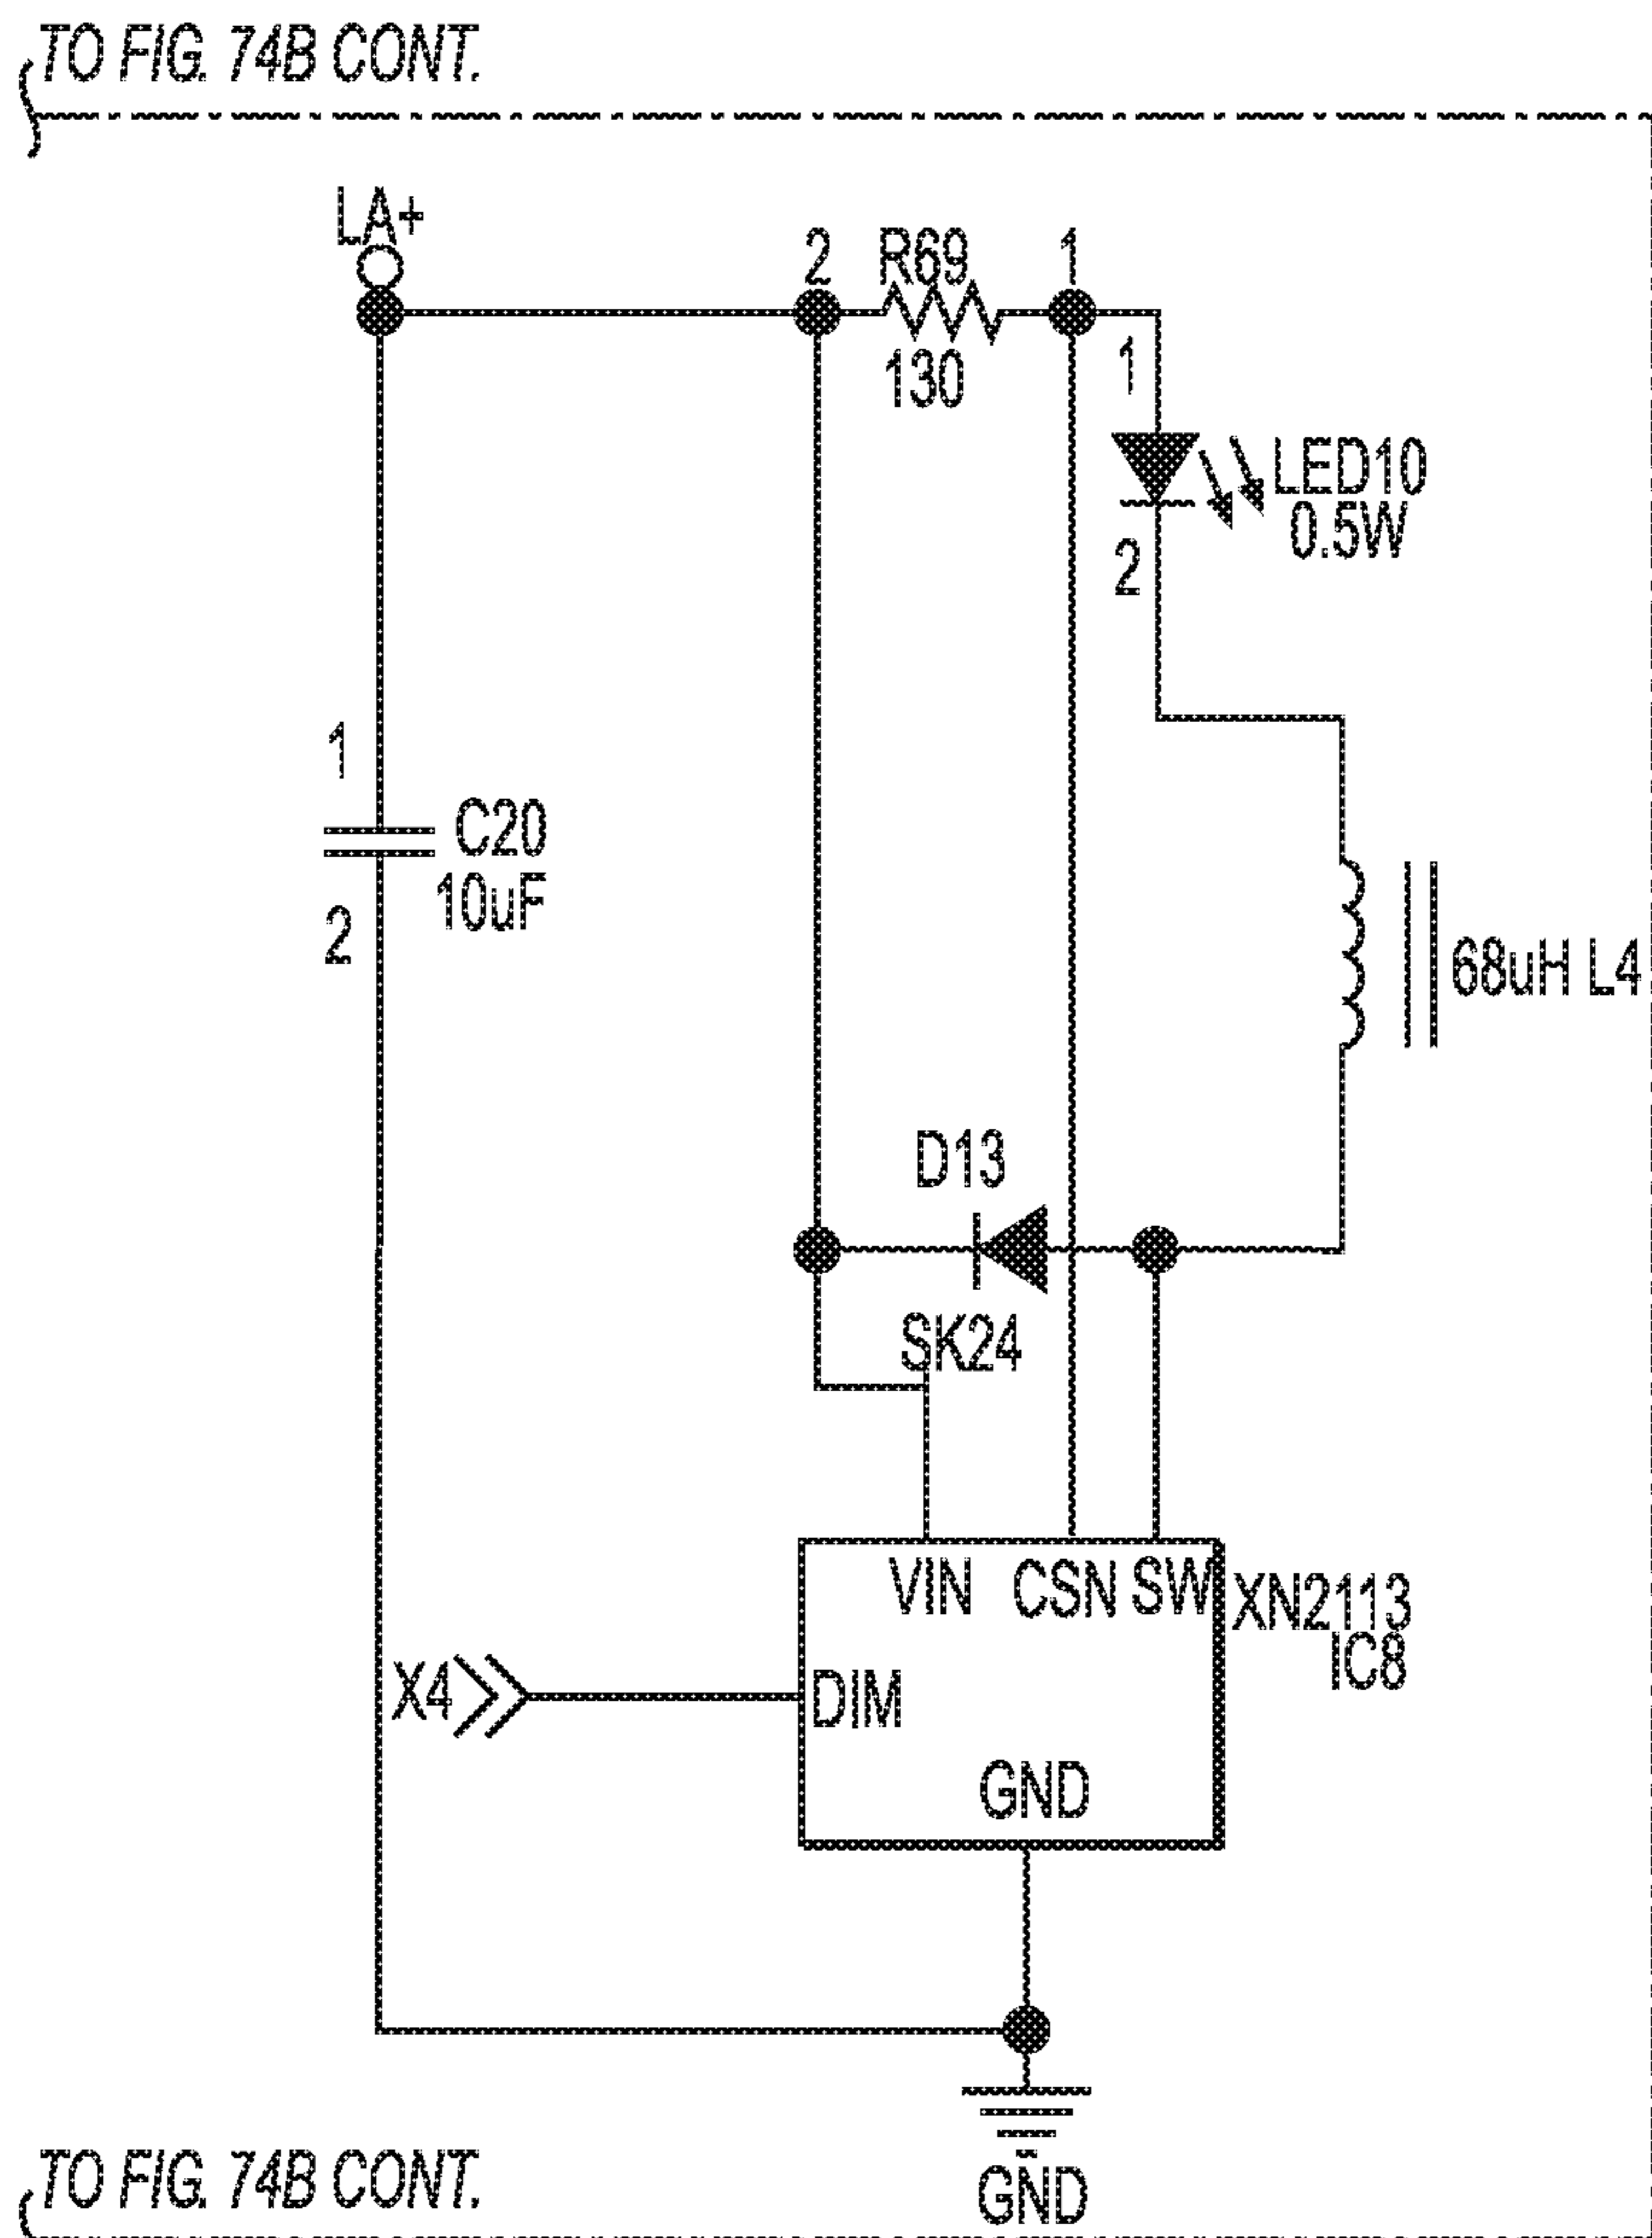 TO FIG. 74B CONT.
LA+
2 R69 1
130
1
LED10
0.5W
2
1
C20
10uF
2
68uH L4
D13
SK24
VIN CSN SW
XN2113
IC8
X4
DIM
GND
GND
TO FIG. 74B CONT.